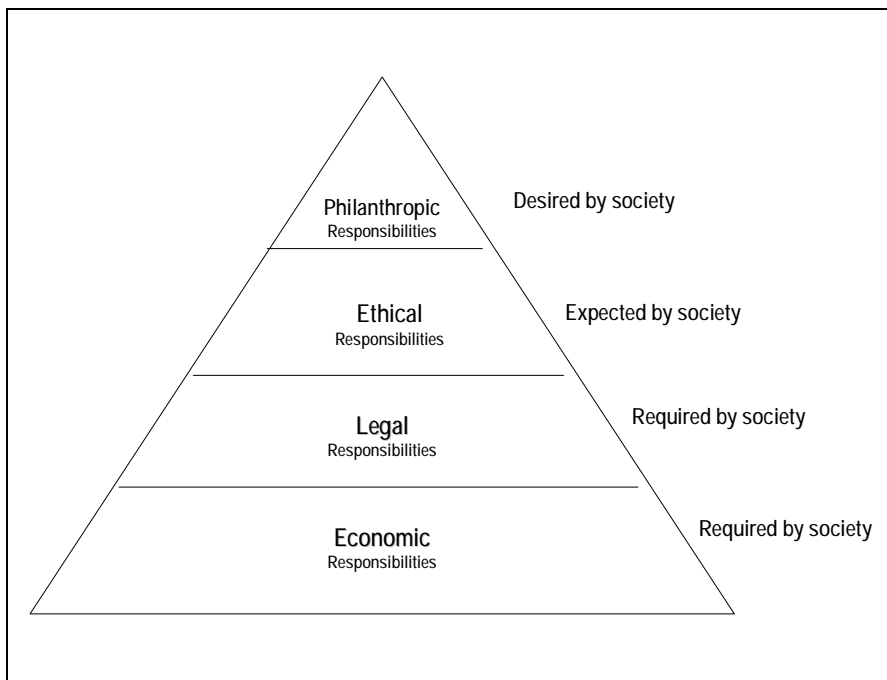 Philanthropic
Responsibilities
Desired by society
Ethical
Responsibilities
Expected by society
Legal
Responsibilities
Required by society
Economic
Responsibilities
Required by society